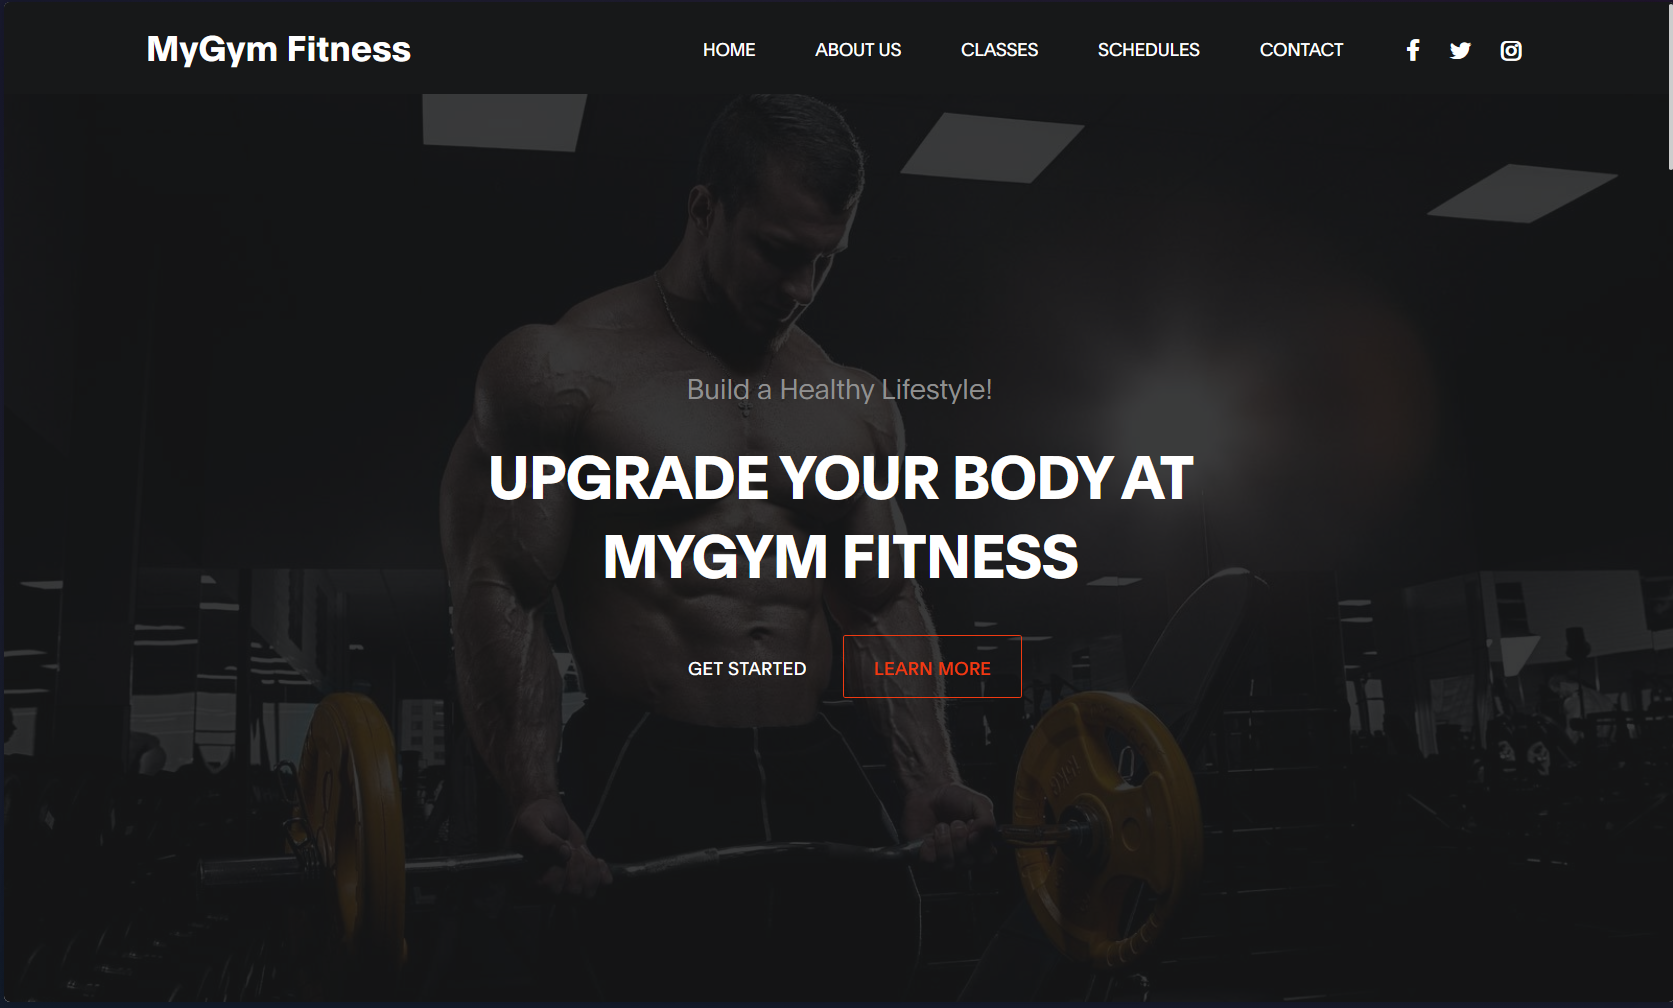 MyGym Fitness
HOME ABOUT US CLASSES SCHEDULES CONTACT
Build a Healthy Lifestyle!
UPGRADE YOUR BODY AT
MYGYM FITNESS
GET STARTED LEARN MORE